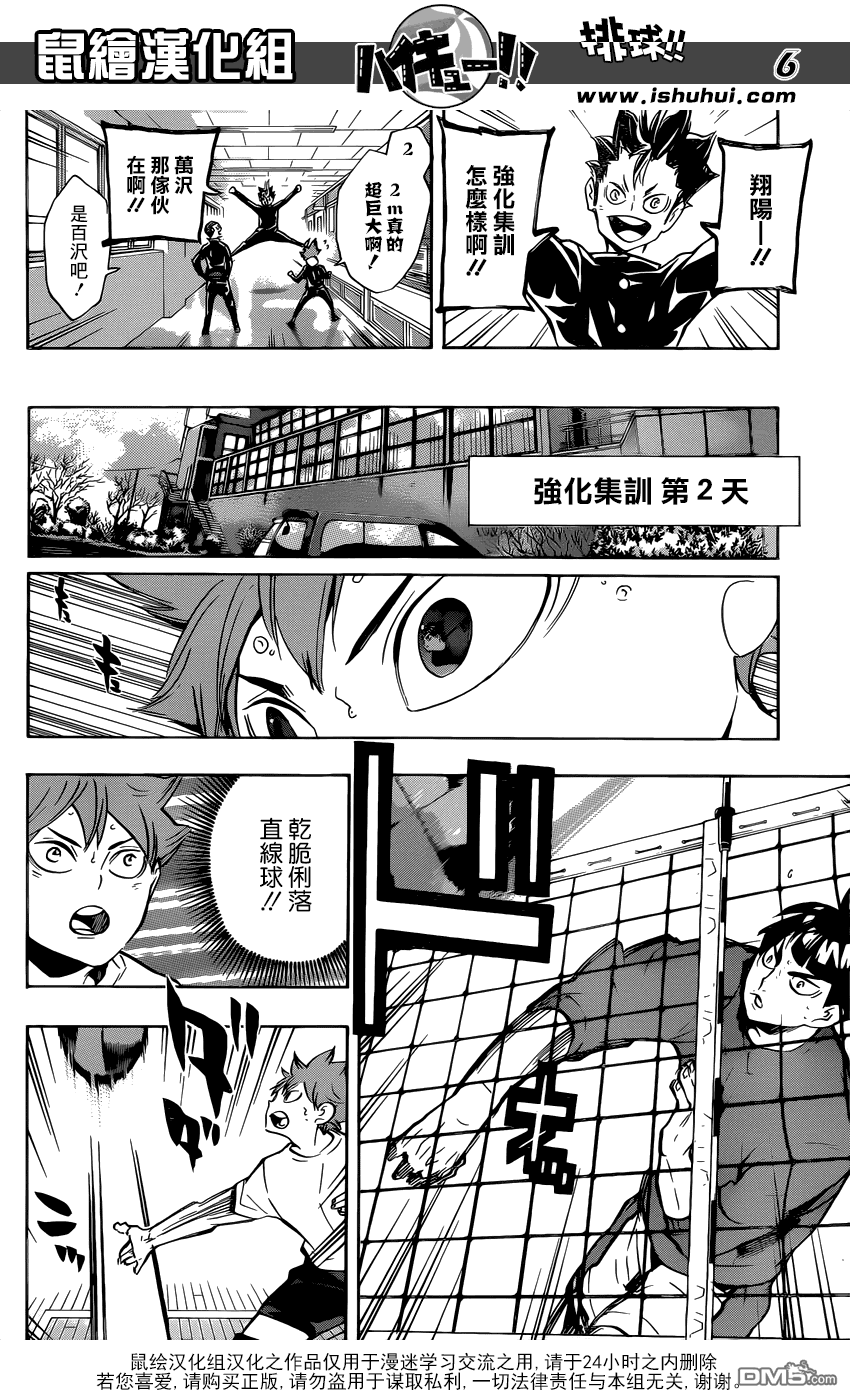 鼠繪漢化組
ハイキュー!!
排球!!
6
www.ishuhui.com
翔陽ー!!
強化集訓
怎麼樣啊!!
2
2m真的
超巨大啊!
萬沢
那傢伙
在啊!!
是百沢吧!
強化集訓 第2天
キ
キ
ド
乾脆俐落
直線球!!
ダ
ダ
鼠绘汉化组汉化之作品仅用于漫迷学习交流之用, 请于24小时之内删除
若您喜爱, 请购买正版, 请勿盗用于谋取私利, 一切法律责任与本组无关, 谢谢。
DM5.com